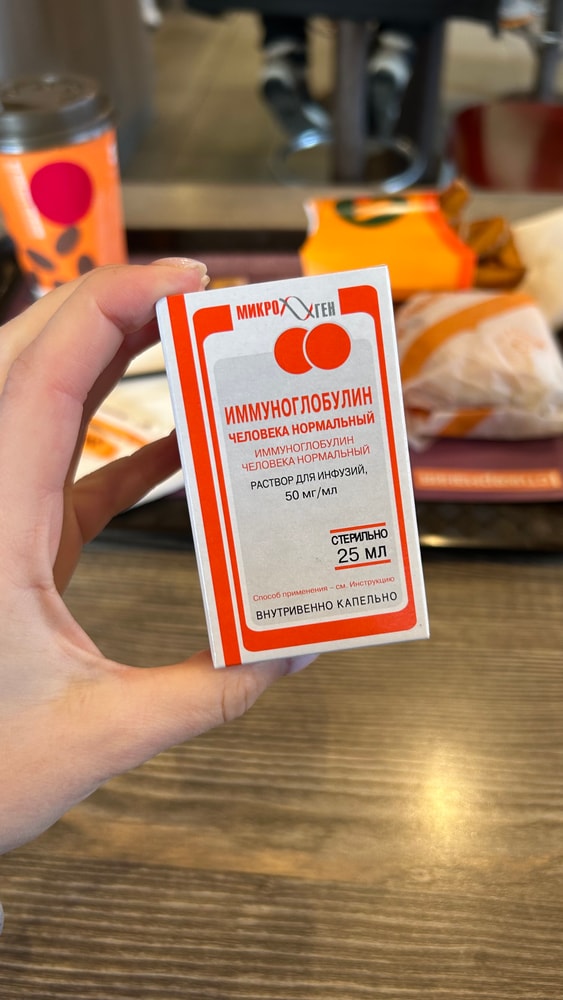 МИКРОГЕН
ИММУНОГЛОБУЛИН
ЧЕЛОВЕКА НОРМАЛЬНЫЙ
ИММУНОГЛОБУЛИН
ЧЕЛОВЕКА НОРМАЛЬНЫЙ
РАСТВОР ДЛЯ ИНФУЗИЙ,
50 мг/мл
СТЕРИЛЬНО
25 МЛ
Способ применения – см. Инструкцию
ВНУТРИВЕННО КАПЕЛЬНО